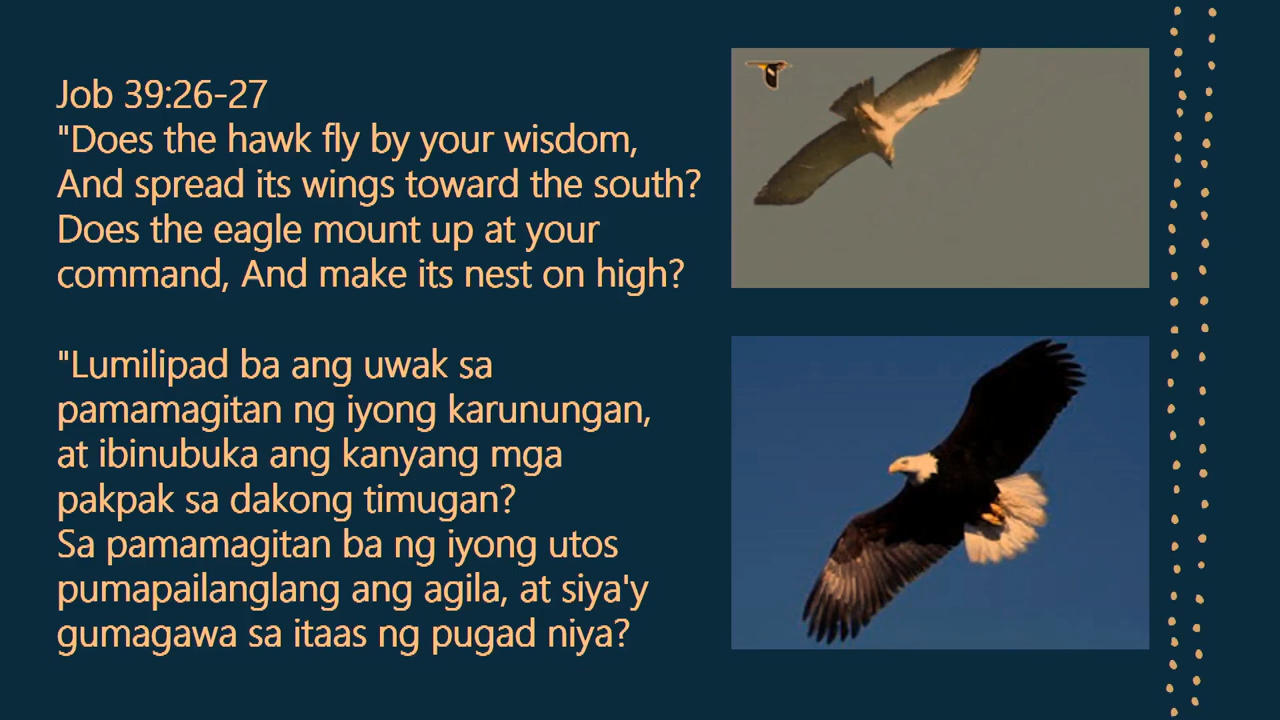 Job 39:26-27
"Does the hawk fly by your wisdom,
And spread its wings toward the south?
Does the eagle mount up at your
command, And make its nest on high?
"Lumilipad ba ang uwak sa
pamamagitan ng iyong karunungan,
at ibinubuka ang kanyang mga
pakpak sa dakong timugan?
Sa pamamagitan ba ng iyong utos
pumapailanglang ang agila, at siya'y
gumagawa sa itaas ng pugad niya?